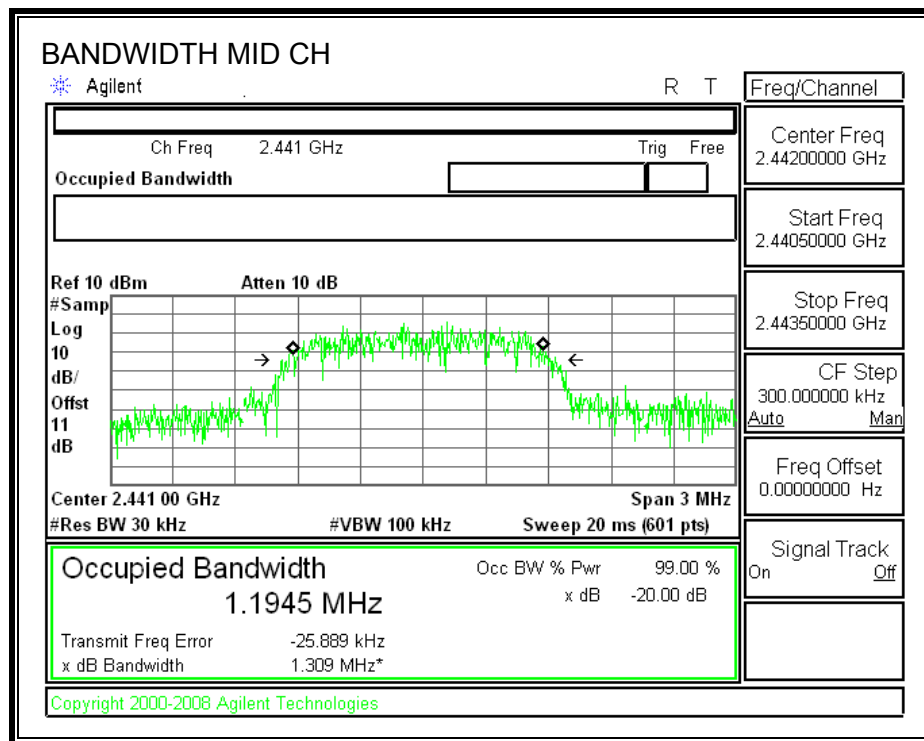 BANDWIDTH MID CH
Agilent R T
Freq/Channel
Ch Freq 2.441 GHz Trig Free
Occupied Bandwidth
Center Freq
2.44200000 GHz
Start Freq
2.44050000 GHz
Stop Freq
2.44350000 GHz
CF Step
300.000000 kHz
Auto Man
Freq Offset
0.00000000 Hz
Signal Track
On Off
Ref 10 dBm Atten 10 dB
#Samp
Log
10
dB/
Offst
11
dB
Center 2.441 00 GHz Span 3 MHz
#Res BW 30 kHz #VBW 100 kHz Sweep 20 ms (601 pts)
Occupied Bandwidth
1.1945 MHz
Occ BW % Pwr 99.00 %
x dB -20.00 dB
Transmit Freq Error -25.889 kHz
x dB Bandwidth 1.309 MHz*
Copyright 2000-2008 Agilent Technologies